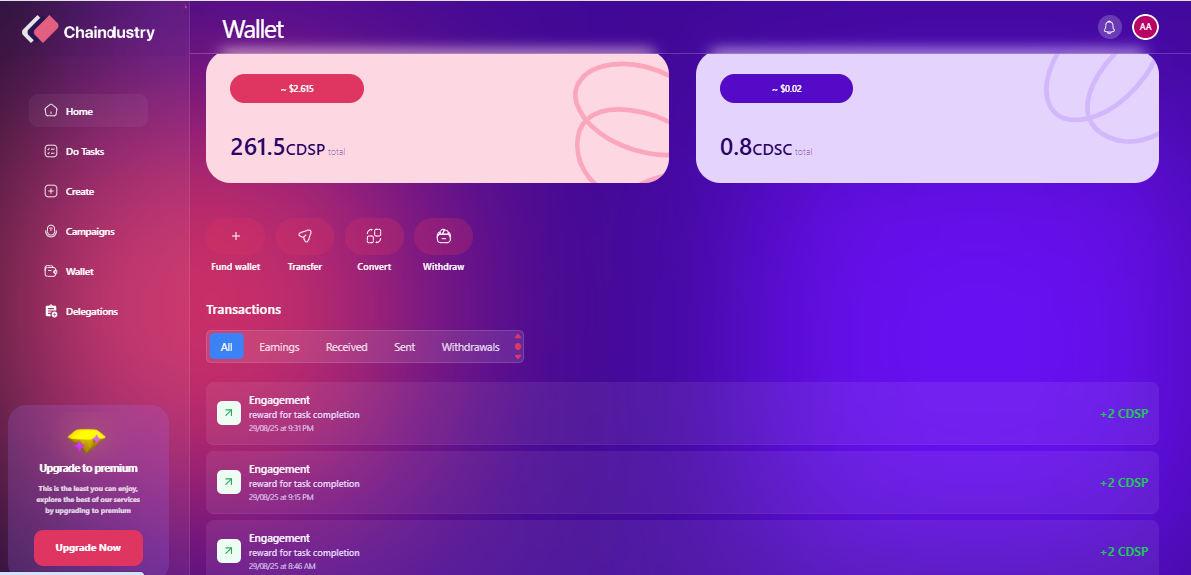 Chaindustry
Wallet
AA
Home
Do Tasks
Create
Campaigns
Wallet
Delegations
Upgrade to premium
This is the least you can enjoy,
explore the best of our services
by upgrading to premium
Upgrade Now
~ $2.615
261.5CDSP total
~ $0.02
0.8CDSC total
Fund wallet
Transfer
Convert
Withdraw
Transactions
All Earnings Received Sent Withdrawals
Engagement
reward for task completion
29/08/25 at 9:31 PM
+2 CDSP
Engagement
reward for task completion
29/08/25 at 9:15 PM
+2 CDSP
Engagement
reward for task completion
29/08/25 at 8:46 AM
+2 CDSP